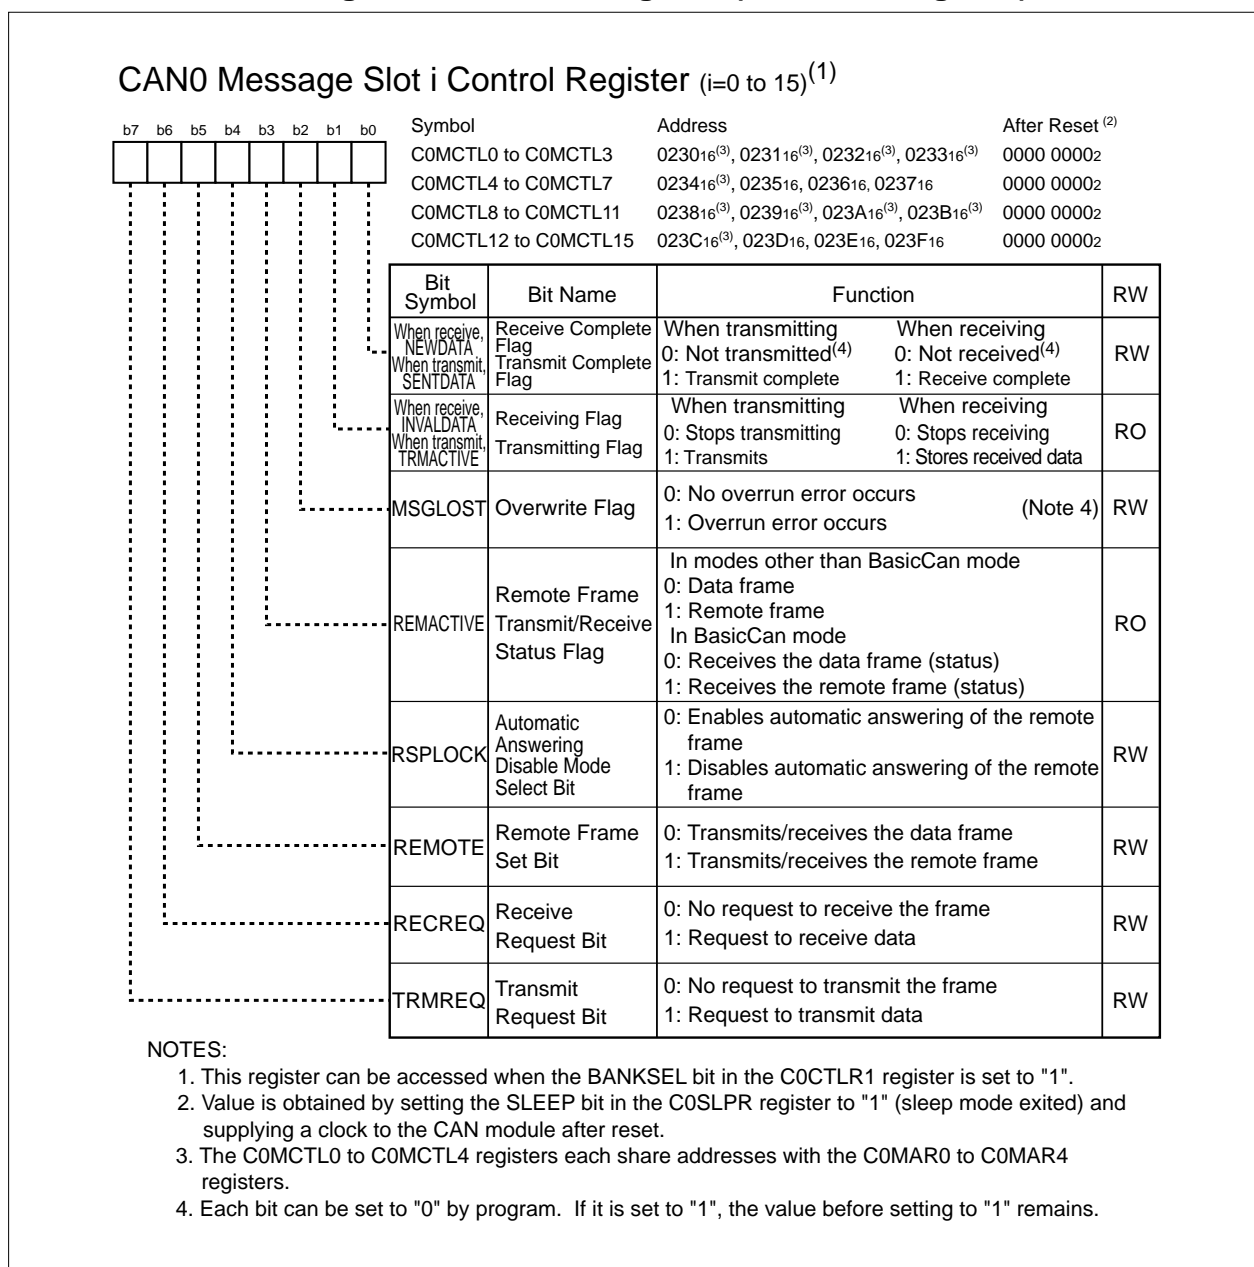 CAN0 Message Slot i Control Register (i=0 to 15)(1)
b7 b6 b5 b4 b3 b2 b1 b0
Symbol Address After Reset (2)
C0MCTL0 to C0MCTL3 023016(3), 023116(3), 023216(3), 023316(3) 0000 00002
C0MCTL4 to C0MCTL7 023416(3), 023516, 023616, 023716 0000 00002
C0MCTL8 to C0MCTL11 023816(3), 023916(3), 023A16(3), 023B16(3) 0000 00002
C0MCTL12 to C0MCTL15 023C16(3), 023D16, 023E16, 023F16 0000 00002
Bit Symbol Bit Name Function RW
When receive, NEWDATA When transmit, SENTDATA
Receive Complete Flag Transmit Complete Flag
When transmitting When receiving
0: Not transmitted(4) 0: Not received(4)
1: Transmit complete 1: Receive complete
RW
When receive, INVALDATA When transmit, TRMACTIVE
Receiving Flag
Transmitting Flag
When transmitting When receiving
0: Stops transmitting 0: Stops receiving
1: Transmits 1: Stores received data
RO
MSGLOST Overwrite Flag
0: No overrun error occurs
1: Overrun error occurs
(Note 4) RW
REMACTIVE
Remote Frame
Transmit/Receive
Status Flag
In modes other than BasicCan mode
0: Data frame
1: Remote frame
In BasicCan mode
0: Receives the data frame (status)
1: Receives the remote frame (status)
RO
RSPLOCK
Automatic
Answering
Disable Mode
Select Bit
0: Enables automatic answering of the remote
frame
1: Disables automatic answering of the remote
frame
RW
REMOTE
Remote Frame
Set Bit
0: Transmits/receives the data frame
1: Transmits/receives the remote frame
RW
RECREQ
Receive
Request Bit
0: No request to receive the frame
1: Request to receive data
RW
TRMREQ
Transmit
Request Bit
0: No request to transmit the frame
1: Request to transmit data
RW
NOTES:
1. This register can be accessed when the BANKSEL bit in the C0CTLR1 register is set to "1".
2. Value is obtained by setting the SLEEP bit in the C0SLPR register to "1" (sleep mode exited) and
supplying a clock to the CAN module after reset.
3. The C0MCTL0 to C0MCTL4 registers each share addresses with the C0MAR0 to C0MAR4
registers.
4. Each bit can be set to "0" by program. If it is set to "1", the value before setting to "1" remains.